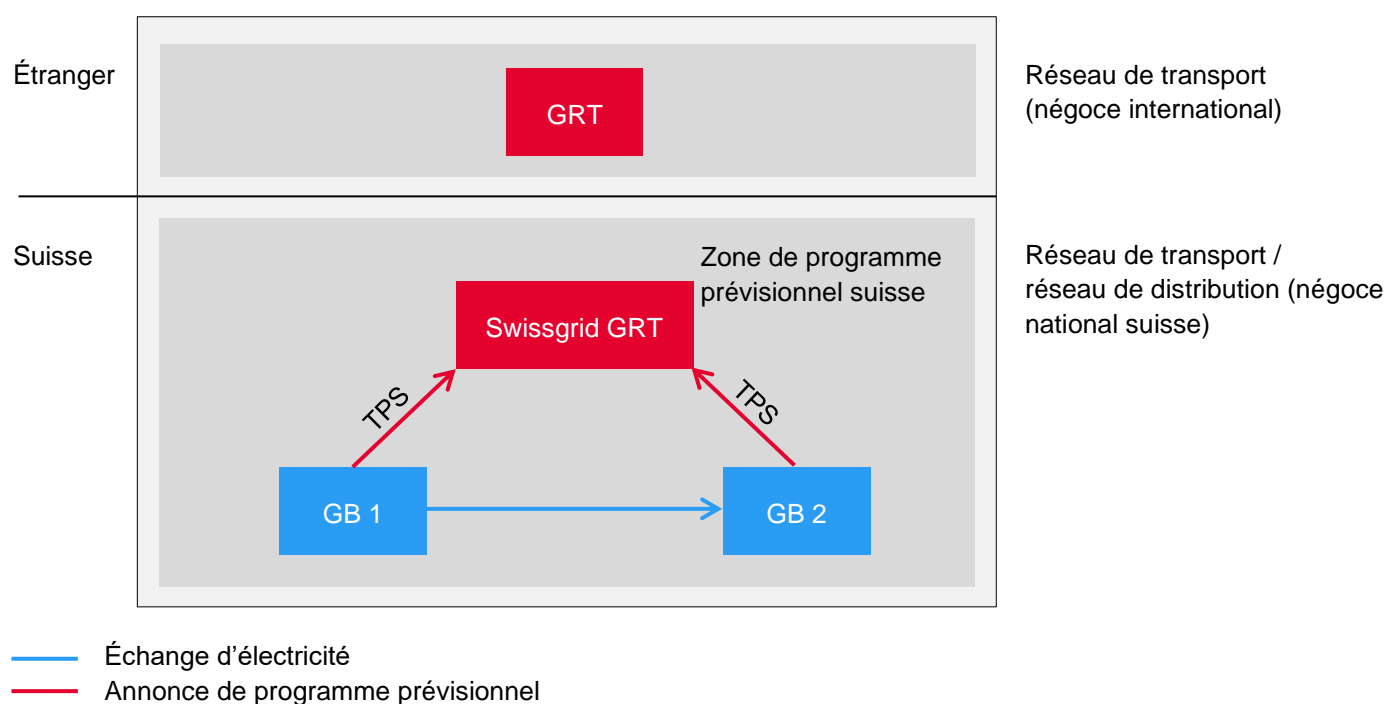 Étranger
GRT
Réseau de transport
(négoce international)
Suisse
Zone de programme
prévisionnel suisse
Réseau de transport /
réseau de distribution (négoce
national suisse)
Swissgrid GRT
TPS
TPS
GB 1
GB 2
Échange d'électricité
Annonce de programme prévisionnel